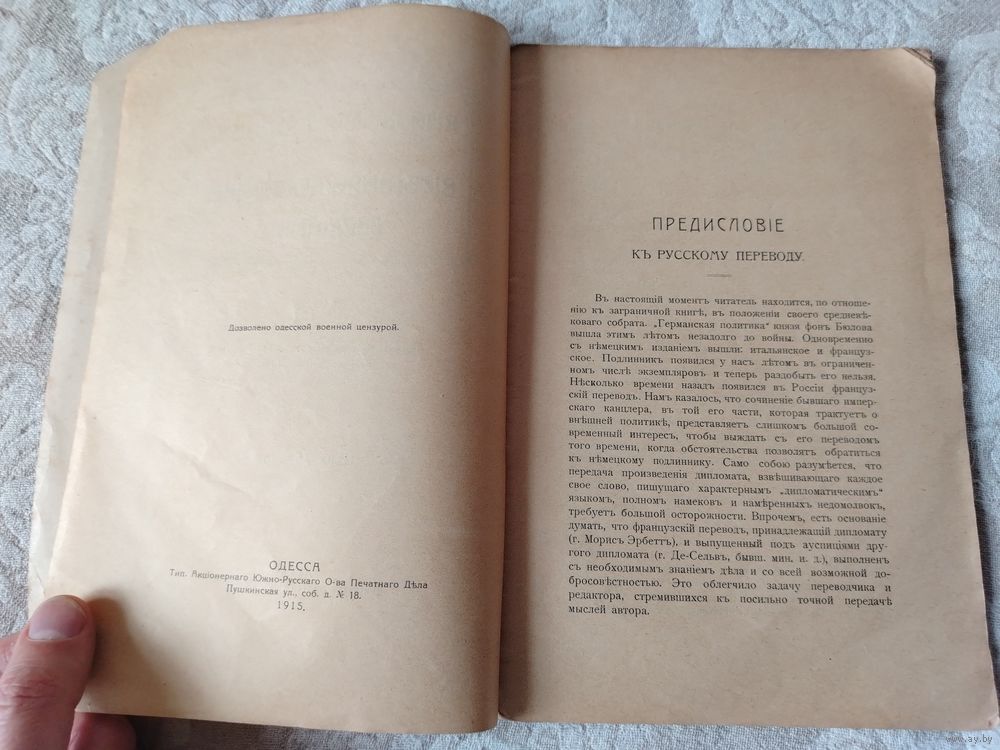 Дозволено одесской военной цензурой.
ОДЕССА
Тип. Акціонернаго Южно-Русскаго О-ва Печатнаго Дѣла
Пушкинская ул., соб. д. № 18.
1915.
ПРЕДИСЛОВІЕ
КЪ РУССКОМУ ПЕРЕВОДУ.
Въ настоящій моментъ читатель находится, по отноше-
нію къ заграничной книгѣ, въ положеніи своего средневѣ-
коваго собрата. „Германская политика“ князя фонъ Бюлова
вышла этимъ лѣтомъ незадолго до войны. Одновременно
съ нѣмецкимъ изданіемъ вышли: итальянское и француз-
ское. Подлинникъ появился у насъ лѣтомъ въ ограничен-
номъ числѣ экземпляровъ и теперь раздобыть его нельзя.
Нѣсколько времени назадъ появился въ Россіи француз-
скій переводъ. Намъ казалось, что сочиненіе бывшаго импер-
скаго канцлера, въ той его части, которая трактуетъ о
внѣшней политикѣ, представляетъ слишкомъ большой со-
временный интересъ, чтобы выждать съ его переводомъ
того времени, когда обстоятельства позволятъ обратиться
къ нѣмецкому подлиннику. Само собою разумѣется, что
передача произведенія дипломата, взвѣшивающаго каждое
свое слово, пишущаго характернымъ „дипломатическимъ“
языкомъ, полномъ намековъ и намѣренныхъ недомолвокъ,
требуетъ большой осторожности. Впрочемъ, есть основаніе
думать, что французскій переводъ, принадлежащій дипломату
(г. Морисъ Эрбеттъ), и выпущенный подъ ауспиціями дру-
гого дипломата (г. Де-Сельвъ, бывш. мин. и. д.), выполненъ
съ необходимымъ знаніемъ дѣла и со всей возможной до-
бросовѣстностью. Это облегчило задачу переводчика и
редактора, стремившихся къ посильно точной передачѣ
мыслей автора.
www.ay.by